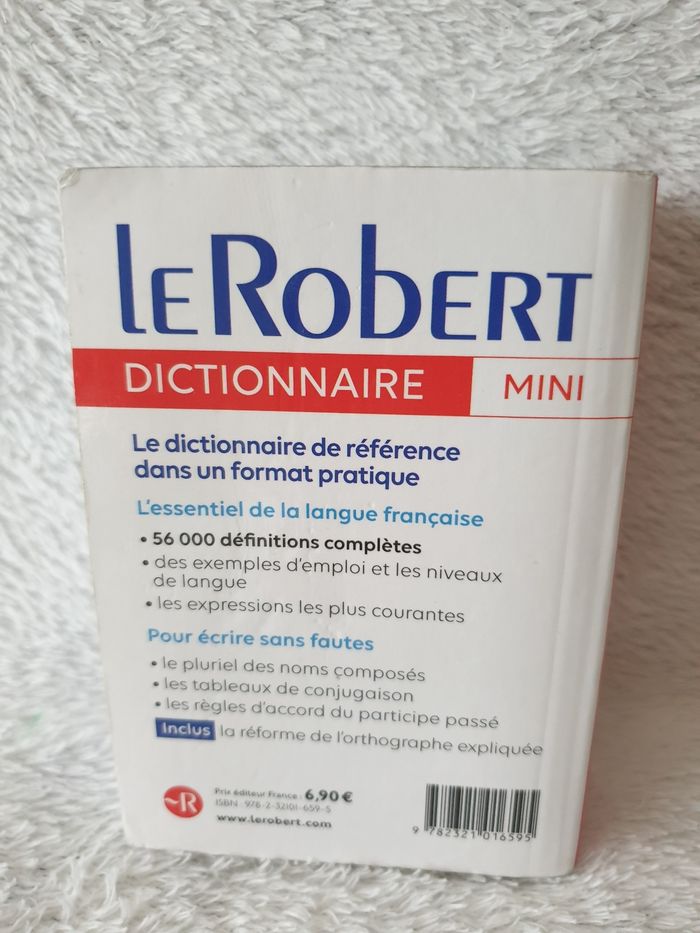 LE ROBERT
DICTIONNAIRE MINI
Le dictionnaire de référence
dans un format pratique
L'essentiel de la langue française
• 56 000 définitions complètes
• des exemples d'emploi et les niveaux
de langue
• les expressions les plus courantes
Pour écrire sans fautes
• le pluriel des noms composés
• les tableaux de conjugaison
• les règles d'accord du participe passé
Inclus la réforme de l'orthographe expliquée
~R
Prix éditeur France : 6,90 €
ISBN 978-2-32101-659-5
www.lerobert.com
9 782321 016595